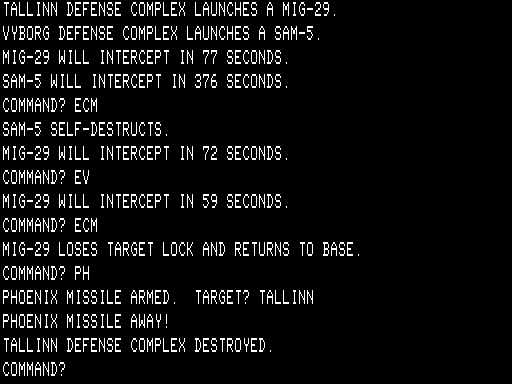 TALLINN DEFENSE COMPLEX LAUNCHES A MIG-29.
VYBORG DEFENSE COMPLEX LAUNCHES A SAM-5.
MIG-29 WILL INTERCEPT IN 77 SECONDS.
SAM-5 WILL INTERCEPT IN 376 SECONDS.
COMMAND? ECM
SAM-5 SELF-DESTRUCTS.
MIG-29 WILL INTERCEPT IN 72 SECONDS.
COMMAND? EV
MIG-29 WILL INTERCEPT IN 59 SECONDS.
COMMAND? ECM
MIG-29 LOSES TARGET LOCK AND RETURNS TO BASE.
COMMAND? PH
PHOENIX MISSILE ARMED.  TARGET? TALLINN
PHOENIX MISSILE AWAY!
TALLINN DEFENSE COMPLEX DESTROYED.
COMMAND?